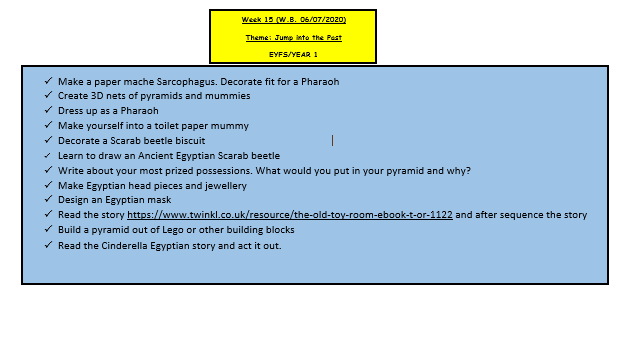 Week 15 (W.B. 06/07/2020)
Theme: Jump into the Past
EYFS/YEAR 1
✓ Make a paper mache Sarcophagus. Decorate fit for a Pharaoh
✓ Create 3D nets of pyramids and mummies
✓ Dress up as a Pharaoh
✓ Make yourself into a toilet paper mummy
✓ Decorate a Scarab beetle biscuit
✓ Learn to draw an Ancient Egyptian Scarab beetle
✓ Write about your most prized possessions. What would you put in your pyramid and why?
✓ Make Egyptian head pieces and jewellery
✓ Design an Egyptian mask
✓ Read the story https://www.twinkl.co.uk/resource/the-old-toy-room-ebook-t-or-1122 and after sequence the story
✓ Build a pyramid out of Lego or other building blocks
✓ Read the Cinderella Egyptian story and act it out.